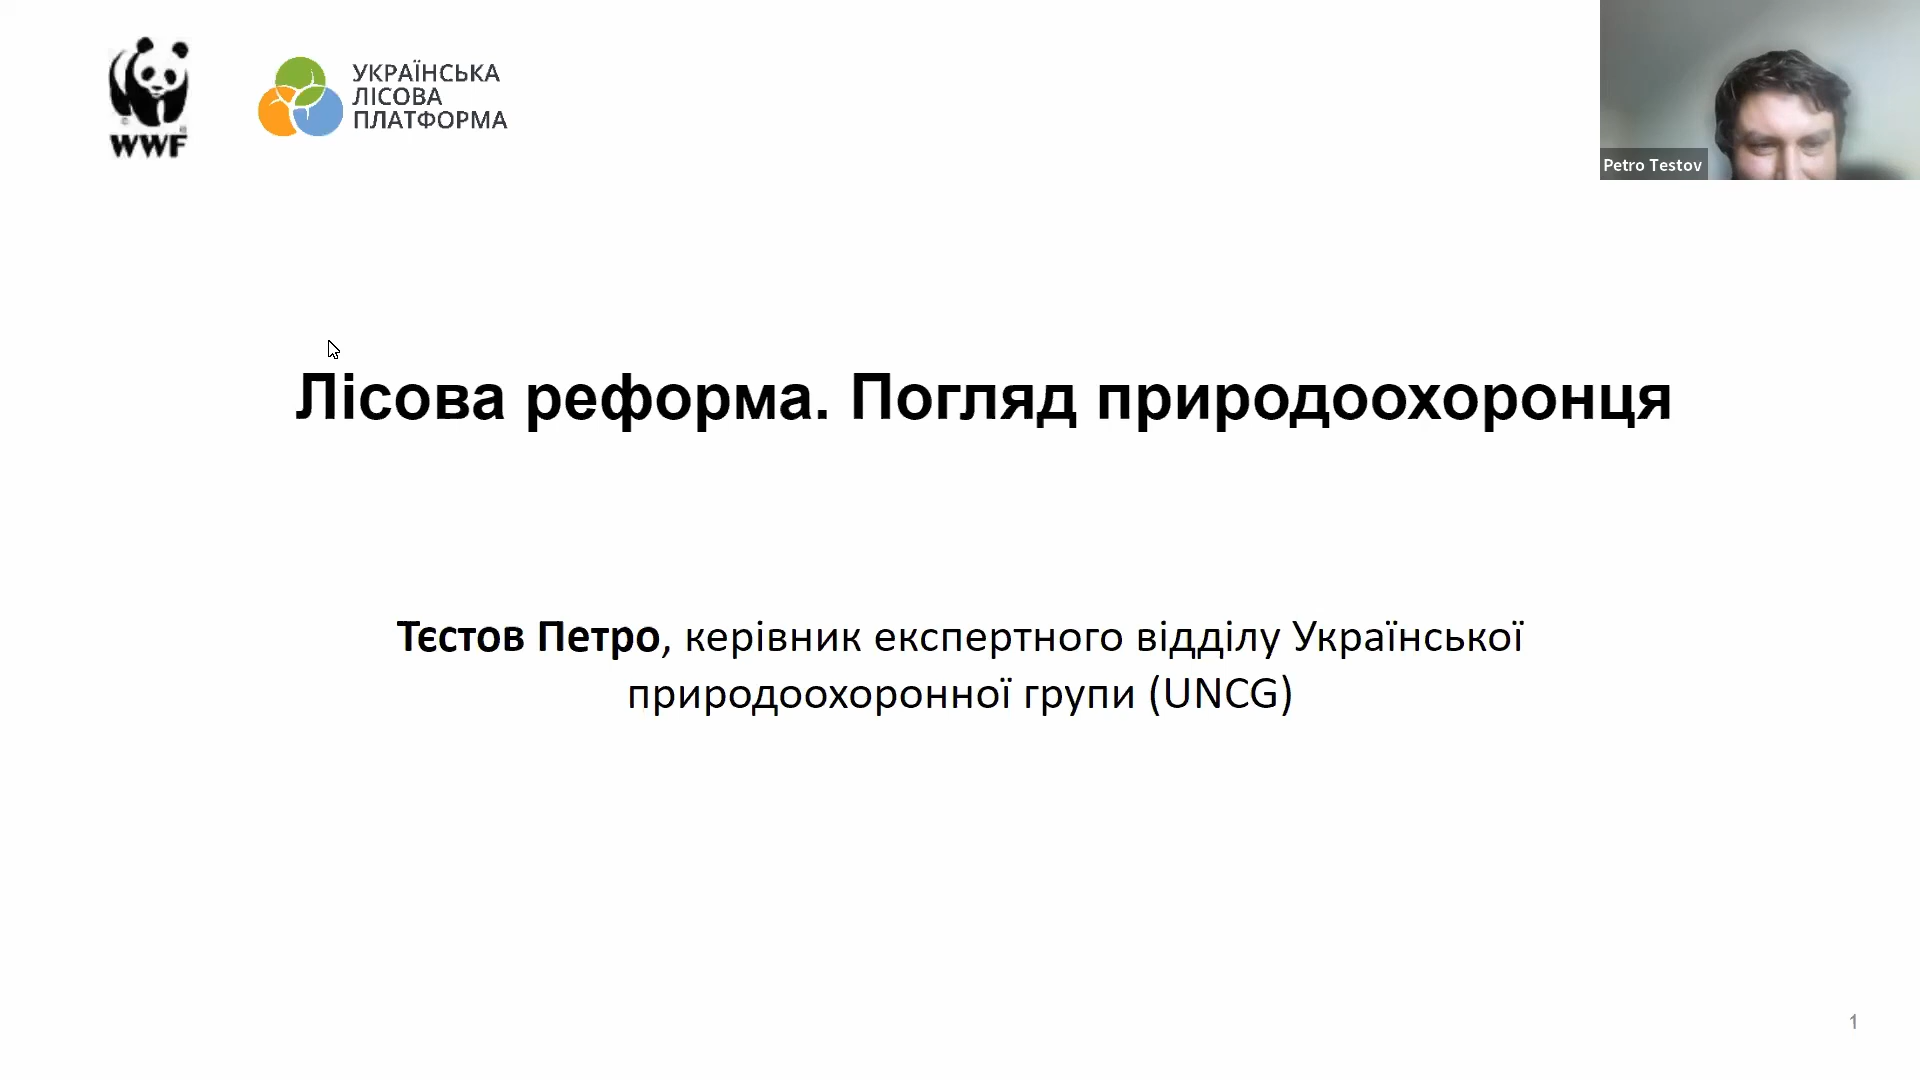 WWF
УКРАЇНСЬКА
ЛІСОВА
ПЛАТФОРМА
Petro Testov
Лісова реформа. Погляд природоохоронця
Тєстов Петро, керівник експертного відділу Української
природоохоронної групи (UNCG)
1